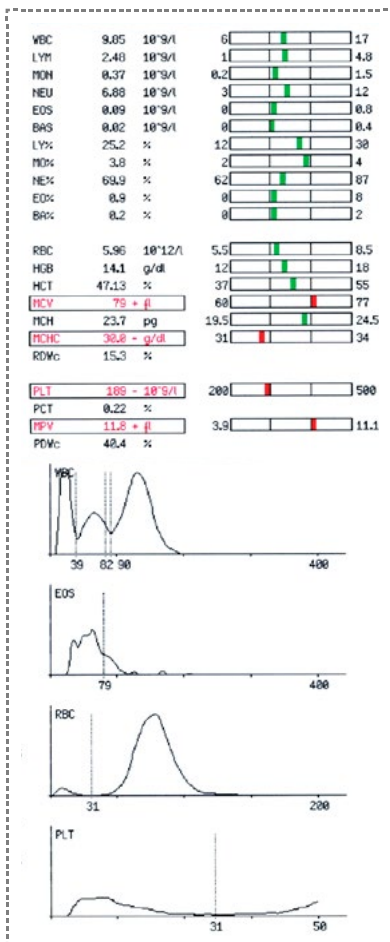 WBC 9.85 10^9/l 6 17
LYM 2.48 10^9/l 1 4.8
MON 0.37 10^9/l 0.2 1.5
NEU 6.88 10^9/l 3 12
EOS 0.09 10^9/l 0 0.8
BAS 0.02 10^9/l 0 0.4
LY% 25.2 % 12 30
MO% 3.8 % 2 4
NE% 69.9 % 62 87
EO% 0.9 % 0 8
BA% 0.2 % 0 2
RBC 5.96 10^12/l 5.5 8.5
HGB 14.1 g/dl 12 18
HCT 47.13 % 37 55
MCV 79 + fl 60 77
MCH 23.7 pg 19.5 24.5
MCHC 30.0 - g/dl 31 34
RDWc 15.3 %
PLT 189 - 10^9/l 200 500
PCT 0.22 %
MPV 11.8 + fl 3.9 11.1
PDWc 40.4 %
WBC
39 82 90 400
EOS
79 400
RBC
31 200
PLT
31 50